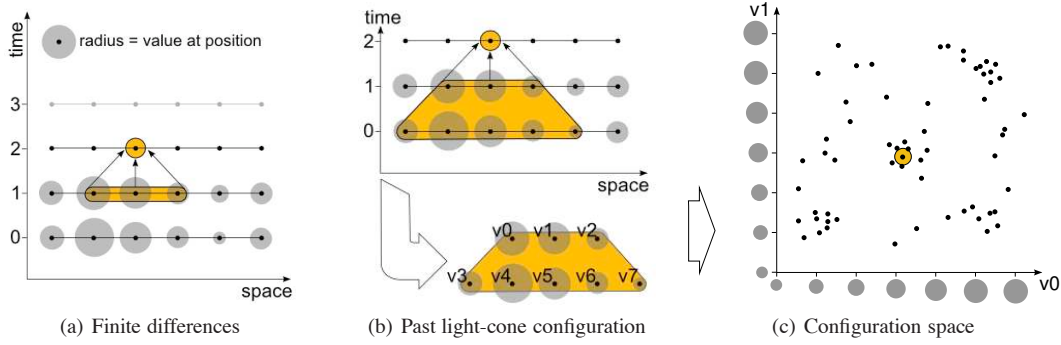 time
radius = value at position
3
2
1
0
space
(a) Finite differences
time
2
1
0
space
v0 v1 v2
v3 v4 v5 v6 v7
(b) Past light-cone configuration
v1
v0
(c) Configuration space